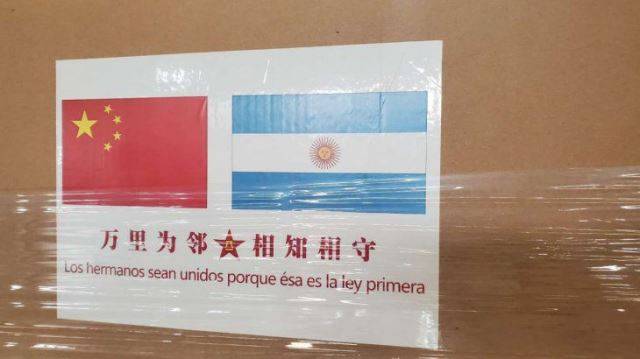 万里为邻 相知相守
Los hermanos sean unidos porque ésa es la ley primera